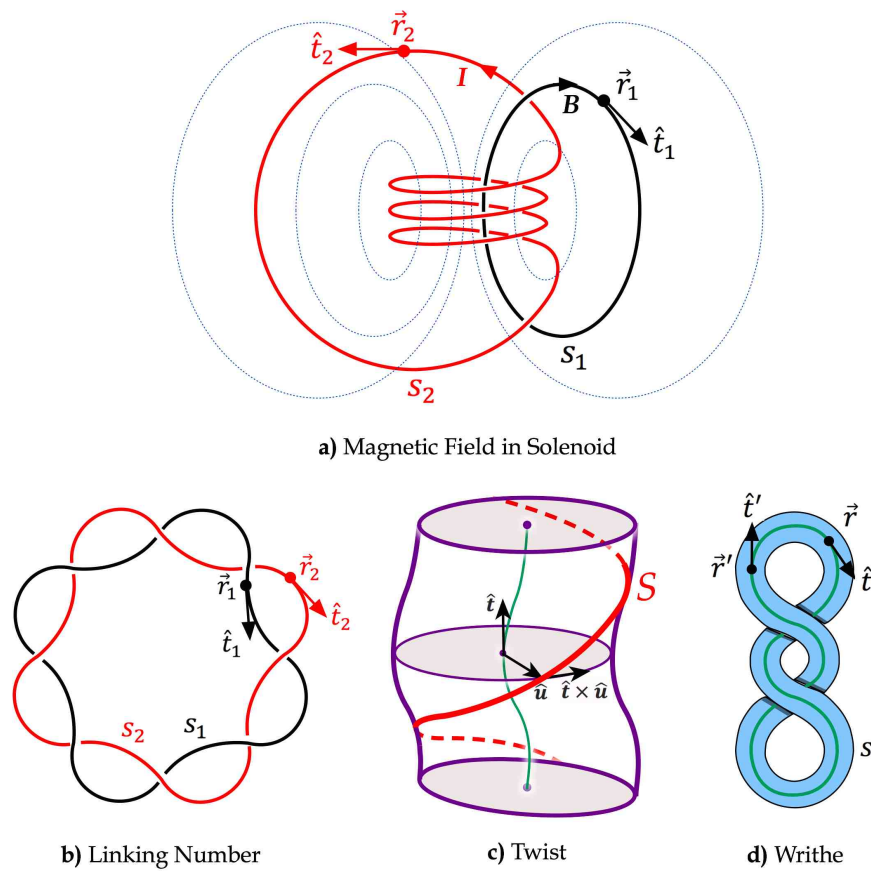 r⃗₂
t̂₂
I
r⃗₁
B
t̂₁
s₁
s₂
a) Magnetic Field in Solenoid
r⃗₁
r⃗₂
t̂₁
t̂₂
s₂
s₁
b) Linking Number
S
t̂
û
t̂ × û
c) Twist
t̂′
r⃗
r⃗′
t̂
s
d) Writhe